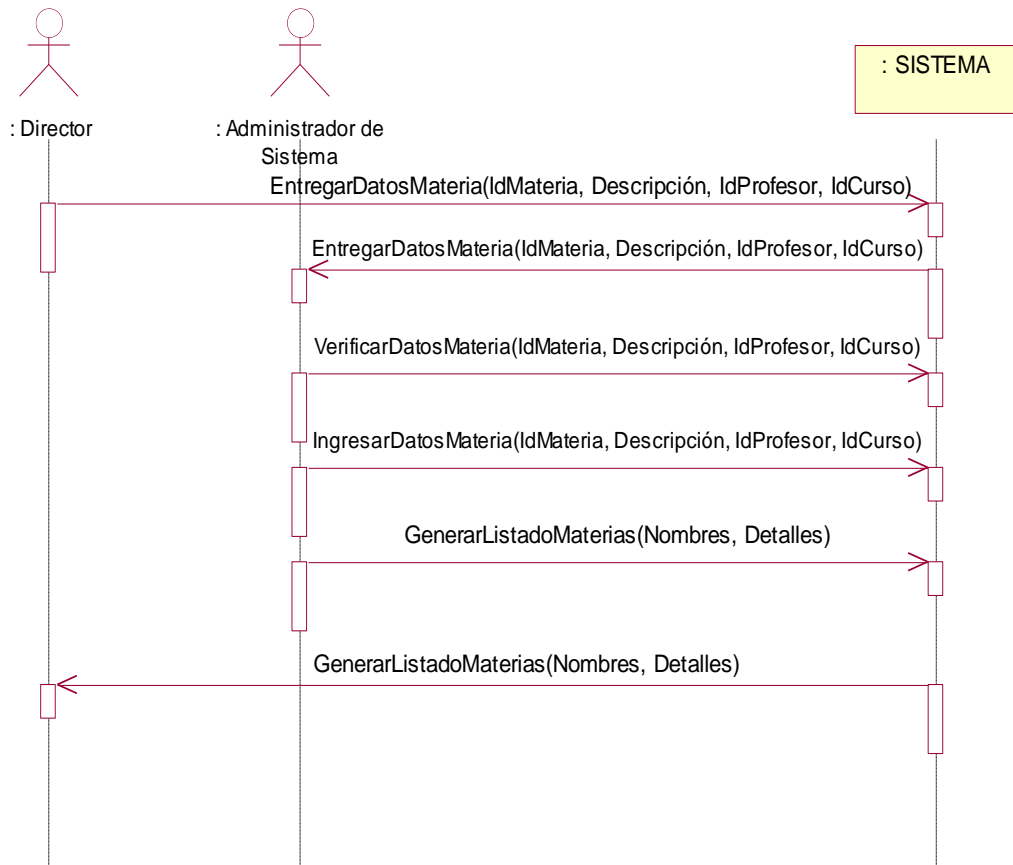 : SISTEMA
: Director
: Administrador de
Sistema
EntregarDatosMateria(IdMateria, Descripción, IdProfesor, IdCurso)
EntregarDatosMateria(IdMateria, Descripción, IdProfesor, IdCurso)
VerificarDatosMateria(IdMateria, Descripción, IdProfesor, IdCurso)
IngresarDatosMateria(IdMateria, Descripción, IdProfesor, IdCurso)
GenerarListadoMaterias(Nombres, Detalles)
GenerarListadoMaterias(Nombres, Detalles)